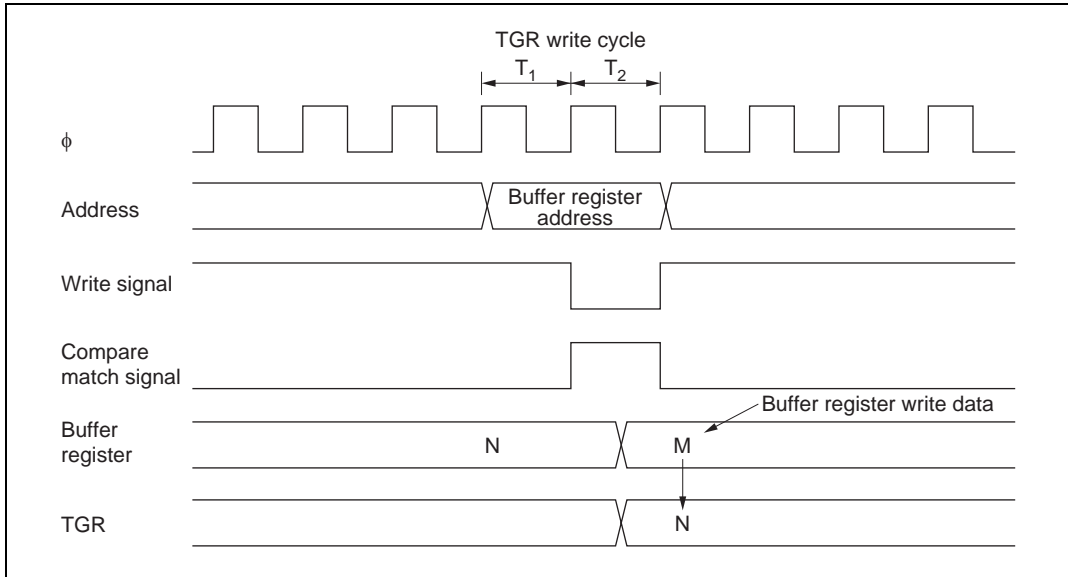 TGR write cycle
T1 T2
ϕ
Address
Buffer register
address
Write signal
Compare
match signal
Buffer register write data
Buffer
register
N M
TGR
N